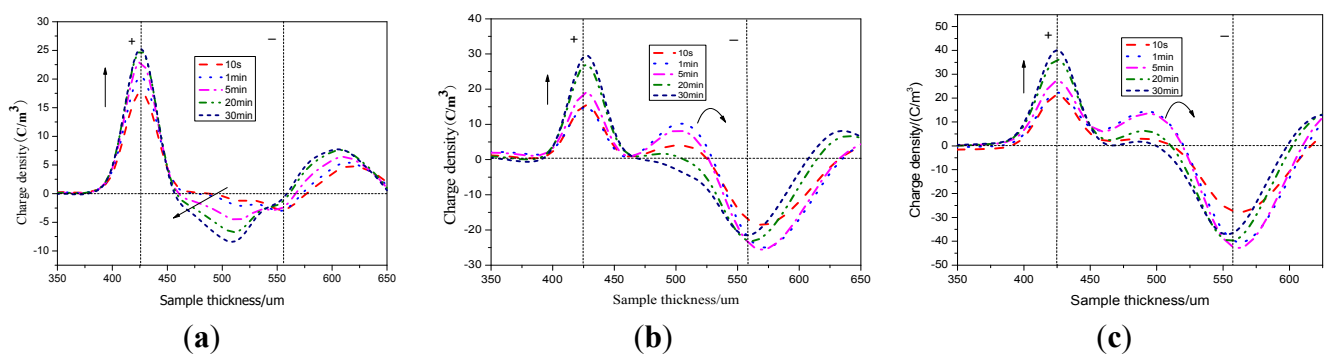 30
25
20
15
10
5
0
-5
-10
350 400 450 500 550 600 650
Charge density (C/m³)
Sample thickness/um
+
−
10s
1min
5min
20min
30min
(a)
40
30
20
10
0
-10
-20
-30
350 400 450 500 550 600 650
Charge density (C/m³)
Sample thickness/um
+
−
10s
1min
5min
20min
30min
(b)
50
40
30
20
10
0
-10
-20
-30
-40
-50
350 400 450 500 550 600
Charge density/(C/m³)
Sample thickness/um
+
−
10s
1min
5min
20min
30min
(c)